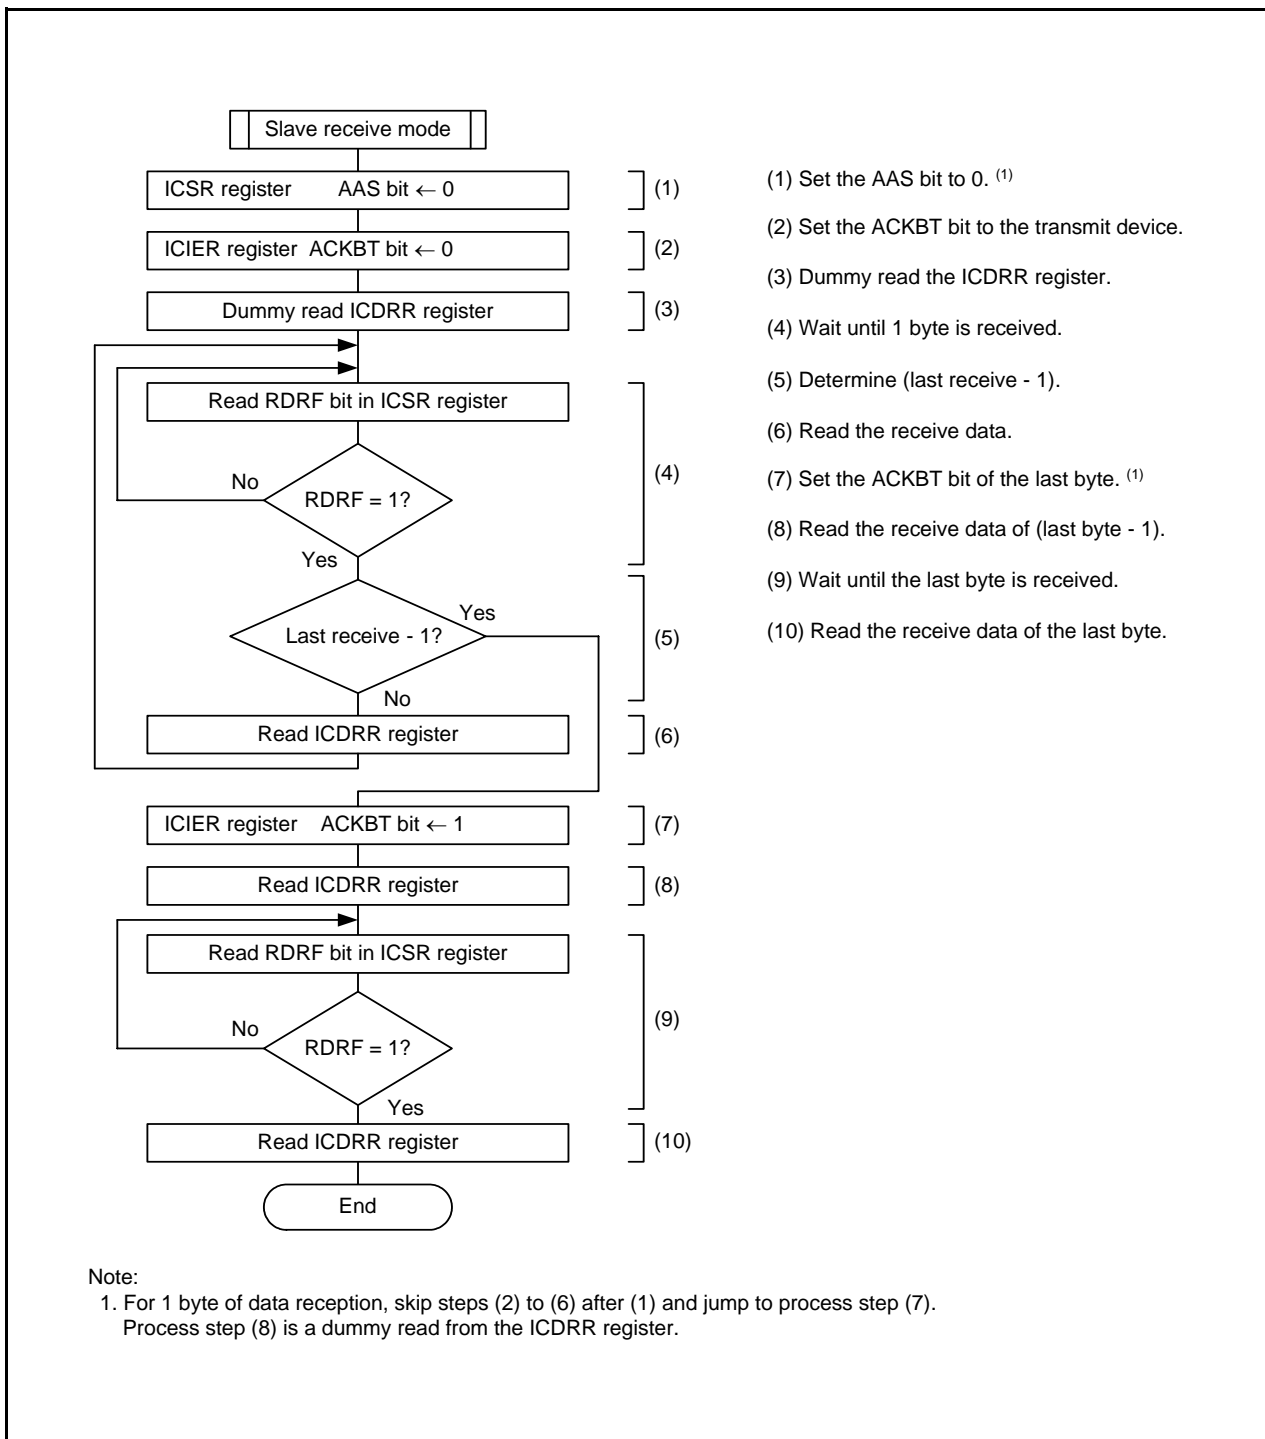 Slave receive mode
ICSR register AAS bit ← 0
(1)
ICIER register ACKBT bit ← 0
(2)
Dummy read ICDRR register
(3)
Read RDRF bit in ICSR register
No
RDRF = 1?
(4)
Yes
Yes
Last receive - 1?
(5)
No
Read ICDRR register
(6)
ICIER register ACKBT bit ← 1
(7)
Read ICDRR register
(8)
Read RDRF bit in ICSR register
No
RDRF = 1?
(9)
Yes
Read ICDRR register
(10)
End
(1) Set the AAS bit to 0. (1)
(2) Set the ACKBT bit to the transmit device.
(3) Dummy read the ICDRR register.
(4) Wait until 1 byte is received.
(5) Determine (last receive - 1).
(6) Read the receive data.
(7) Set the ACKBT bit of the last byte. (1)
(8) Read the receive data of (last byte - 1).
(9) Wait until the last byte is received.
(10) Read the receive data of the last byte.
Note:
1. For 1 byte of data reception, skip steps (2) to (6) after (1) and jump to process step (7).
Process step (8) is a dummy read from the ICDRR register.